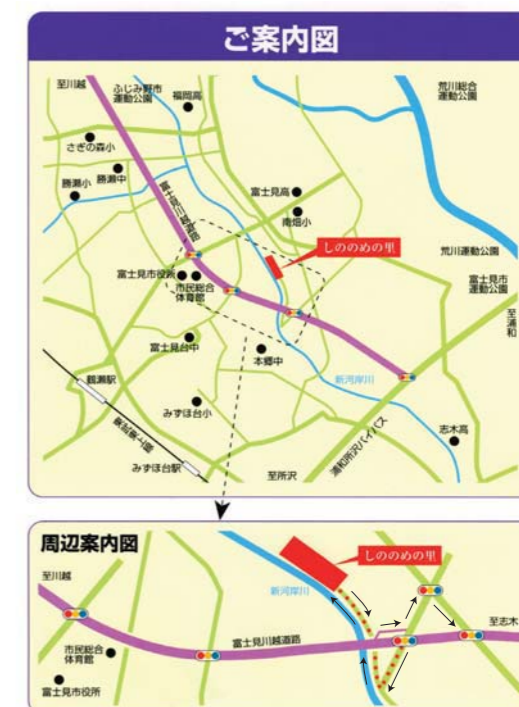 ご案内図
至川越
ふじみ野市
運動公園
福岡高
荒川総合
運動公園
さぎの森小
勝瀬小
勝瀬中
富士見川越道路
富士見高
南畑小
しののめの里
荒川運動公園
富士見市役所
市民総合
体育館
富士見市
運動公園
至浦和
富士見台中
本郷中
鶴瀬駅
新河岸川
みずほ台小
東武東上線
志木高
みずほ台駅
至所沢
浦和所沢バイパス
周辺案内図
しののめの里
至川越
新河岸川
至志木
市民総合
体育館
富士見川越道路
富士見市役所